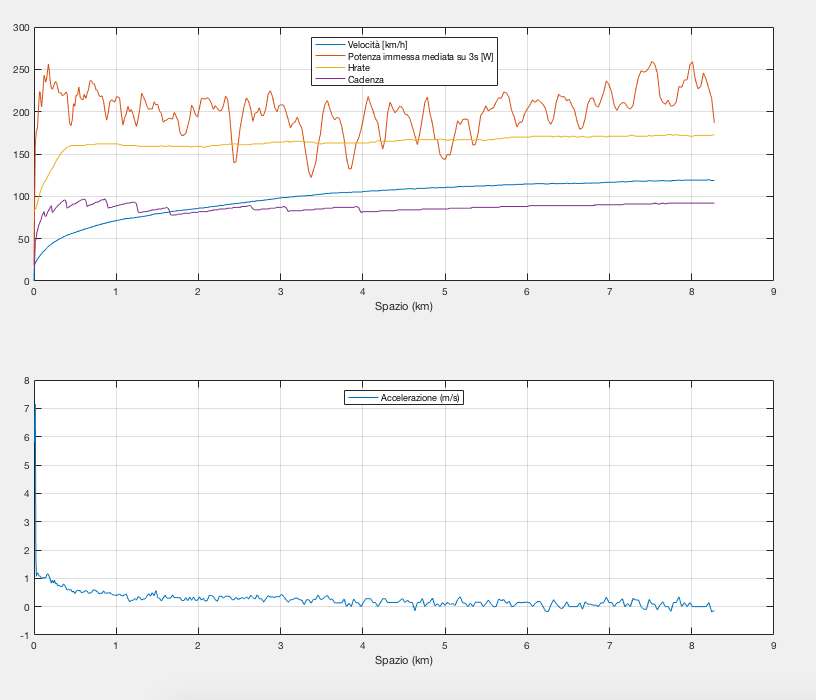 300
250
200
150
100
50
0
Velocità [km/h]
Potenza immessa mediata su 3s [W]
Hrate
Cadenza
0 1 2 3 4 5 6 7 8 9
Spazio (km)
8
7
6
5
4
3
2
1
0
-1
Accelerazione (m/s)
0 1 2 3 4 5 6 7 8 9
Spazio (km)